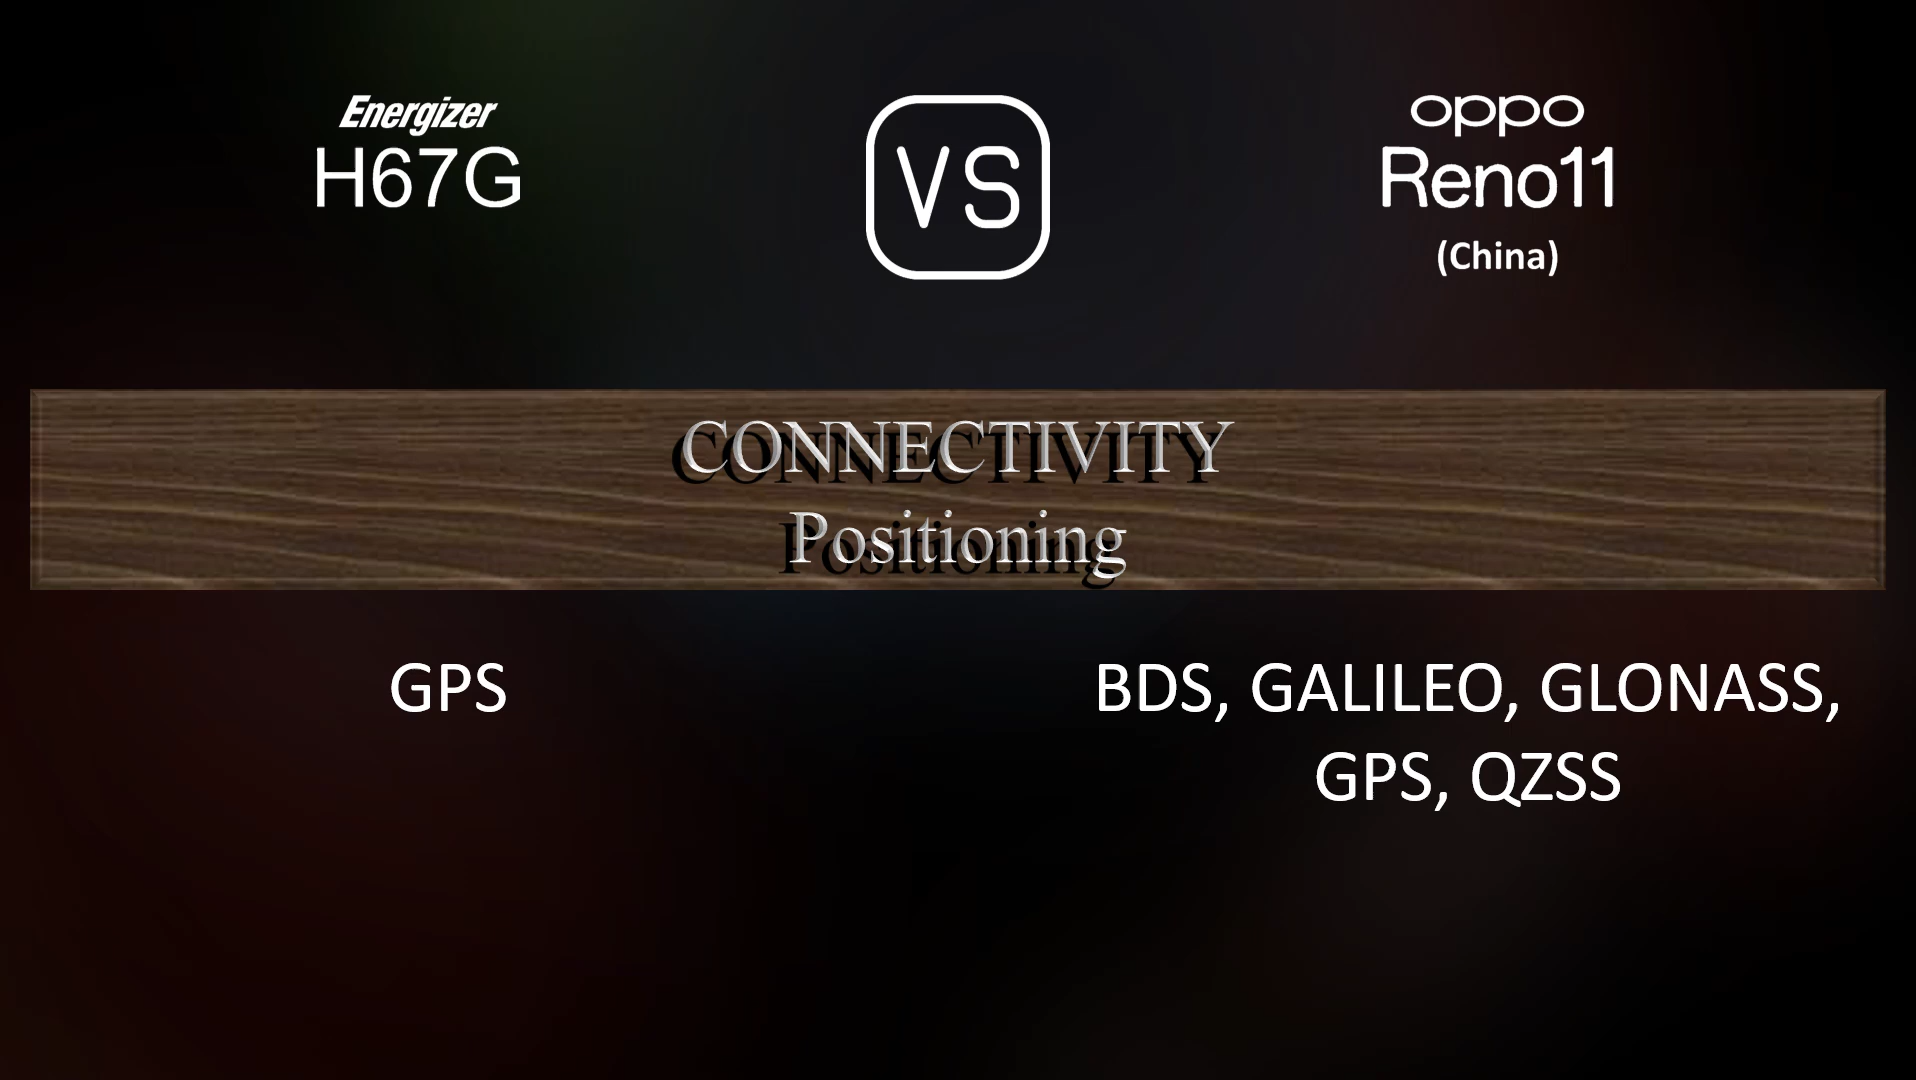 Energizer
H67G
VS
oppo
Reno11
(China)
CONNECTIVITY
Positioning
GPS
BDS, GALILEO, GLONASS,
GPS, QZSS